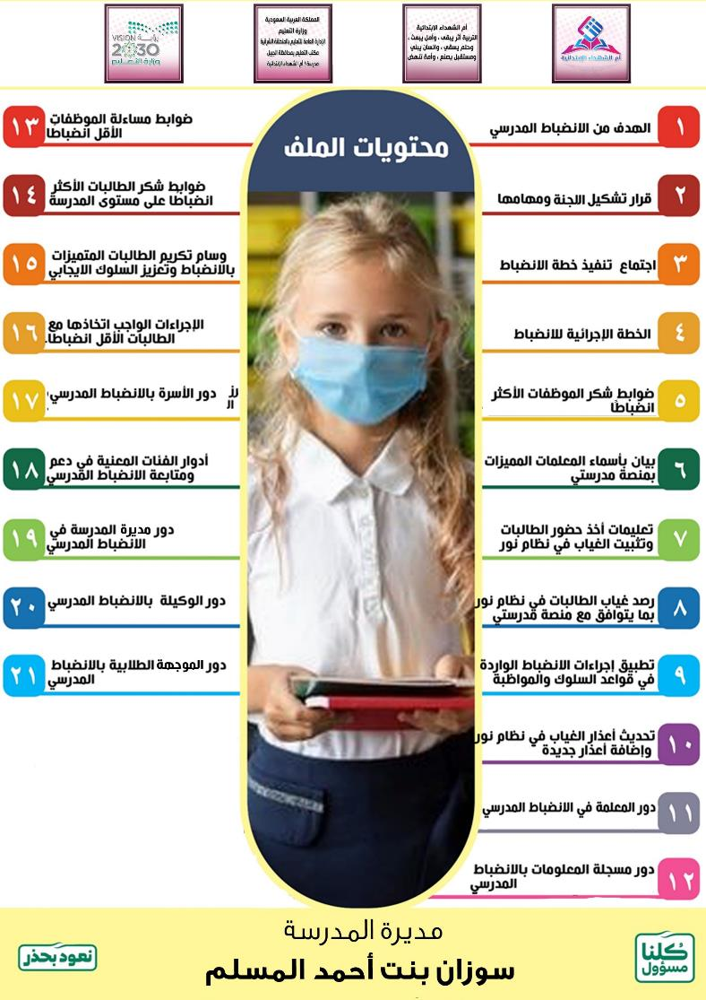 أم الشهداء الابتدائية
أم الشهداء الابتدائية
التربية أثر يبقى ، وأمل يبعث ،
وحلم يسقي ، وانسان يبني
ومستقبل يصنع ، وأمة تنهض
المملكة العربية السعودية
وزارة التعليم
الإدارة العامة للتعليم بالمنطقة الشرقية
مكتب التعليم بمحافظة الجبيل
مدرسة / أم الشهداء الابتدائية
VISION رؤيــة
2030
وزارة التعـليم
محتويات الملف
١ الهدف من الانضباط المدرسي
٢ قرار تشكيل اللجنة ومهامها
٣ اجتماع تنفيذ خطة الانضباط
٤ الخطة الإجرائية للانضباط
٥ ضوابط شكر الموظفات الأكثر
انضباطا
٦ بيان بأسماء المعلمات المميزات
بمنصة مدرستي
٧ تعليمات أخذ حضور الطالبات
وتثبيت الغياب في نظام نور
٨ رصد غياب الطالبات في نظام نور
بما يتوافق مع منصة مدرستي
٩ تطبيق إجراءات الانضباط الواردة
في قواعد السلوك والمواظبة
١٠ تحديث أعذار الغياب في نظام نور
وإضافة أعذار جديدة
١١ دور المعلمة في الانضباط المدرسي
١٢ دور مسجلة المعلومات بالانضباط
المدرسي
١٣ ضوابط مساءلة الموظفات
الأقل انضباطا
١٤ ضوابط شكر الطالبات الأكثر
انضباطا على مستوى المدرسة
١٥ وسام تكريم الطالبات المتميزات
بالانضباط وتعزيز السلوك الايجابي
١٦ الإجراءات الواجب اتخاذها مع
الطالبات الأقل انضباطا.
١٧ دور الأسرة بالانضباط المدرسي
١٨ أدوار الفئات المعنية في دعم
ومتابعة الانضباط المدرسي
١٩ دور مديرة المدرسة في
الانضباط المدرسي
٢٠ دور الوكيلة بالانضباط المدرسي
٢١ دور الموجهة الطلابية بالانضباط
المدرسي
مديرة المدرسة
سوزان بنت أحمد المسلم
كلنا
مسؤول
نعود بحذر